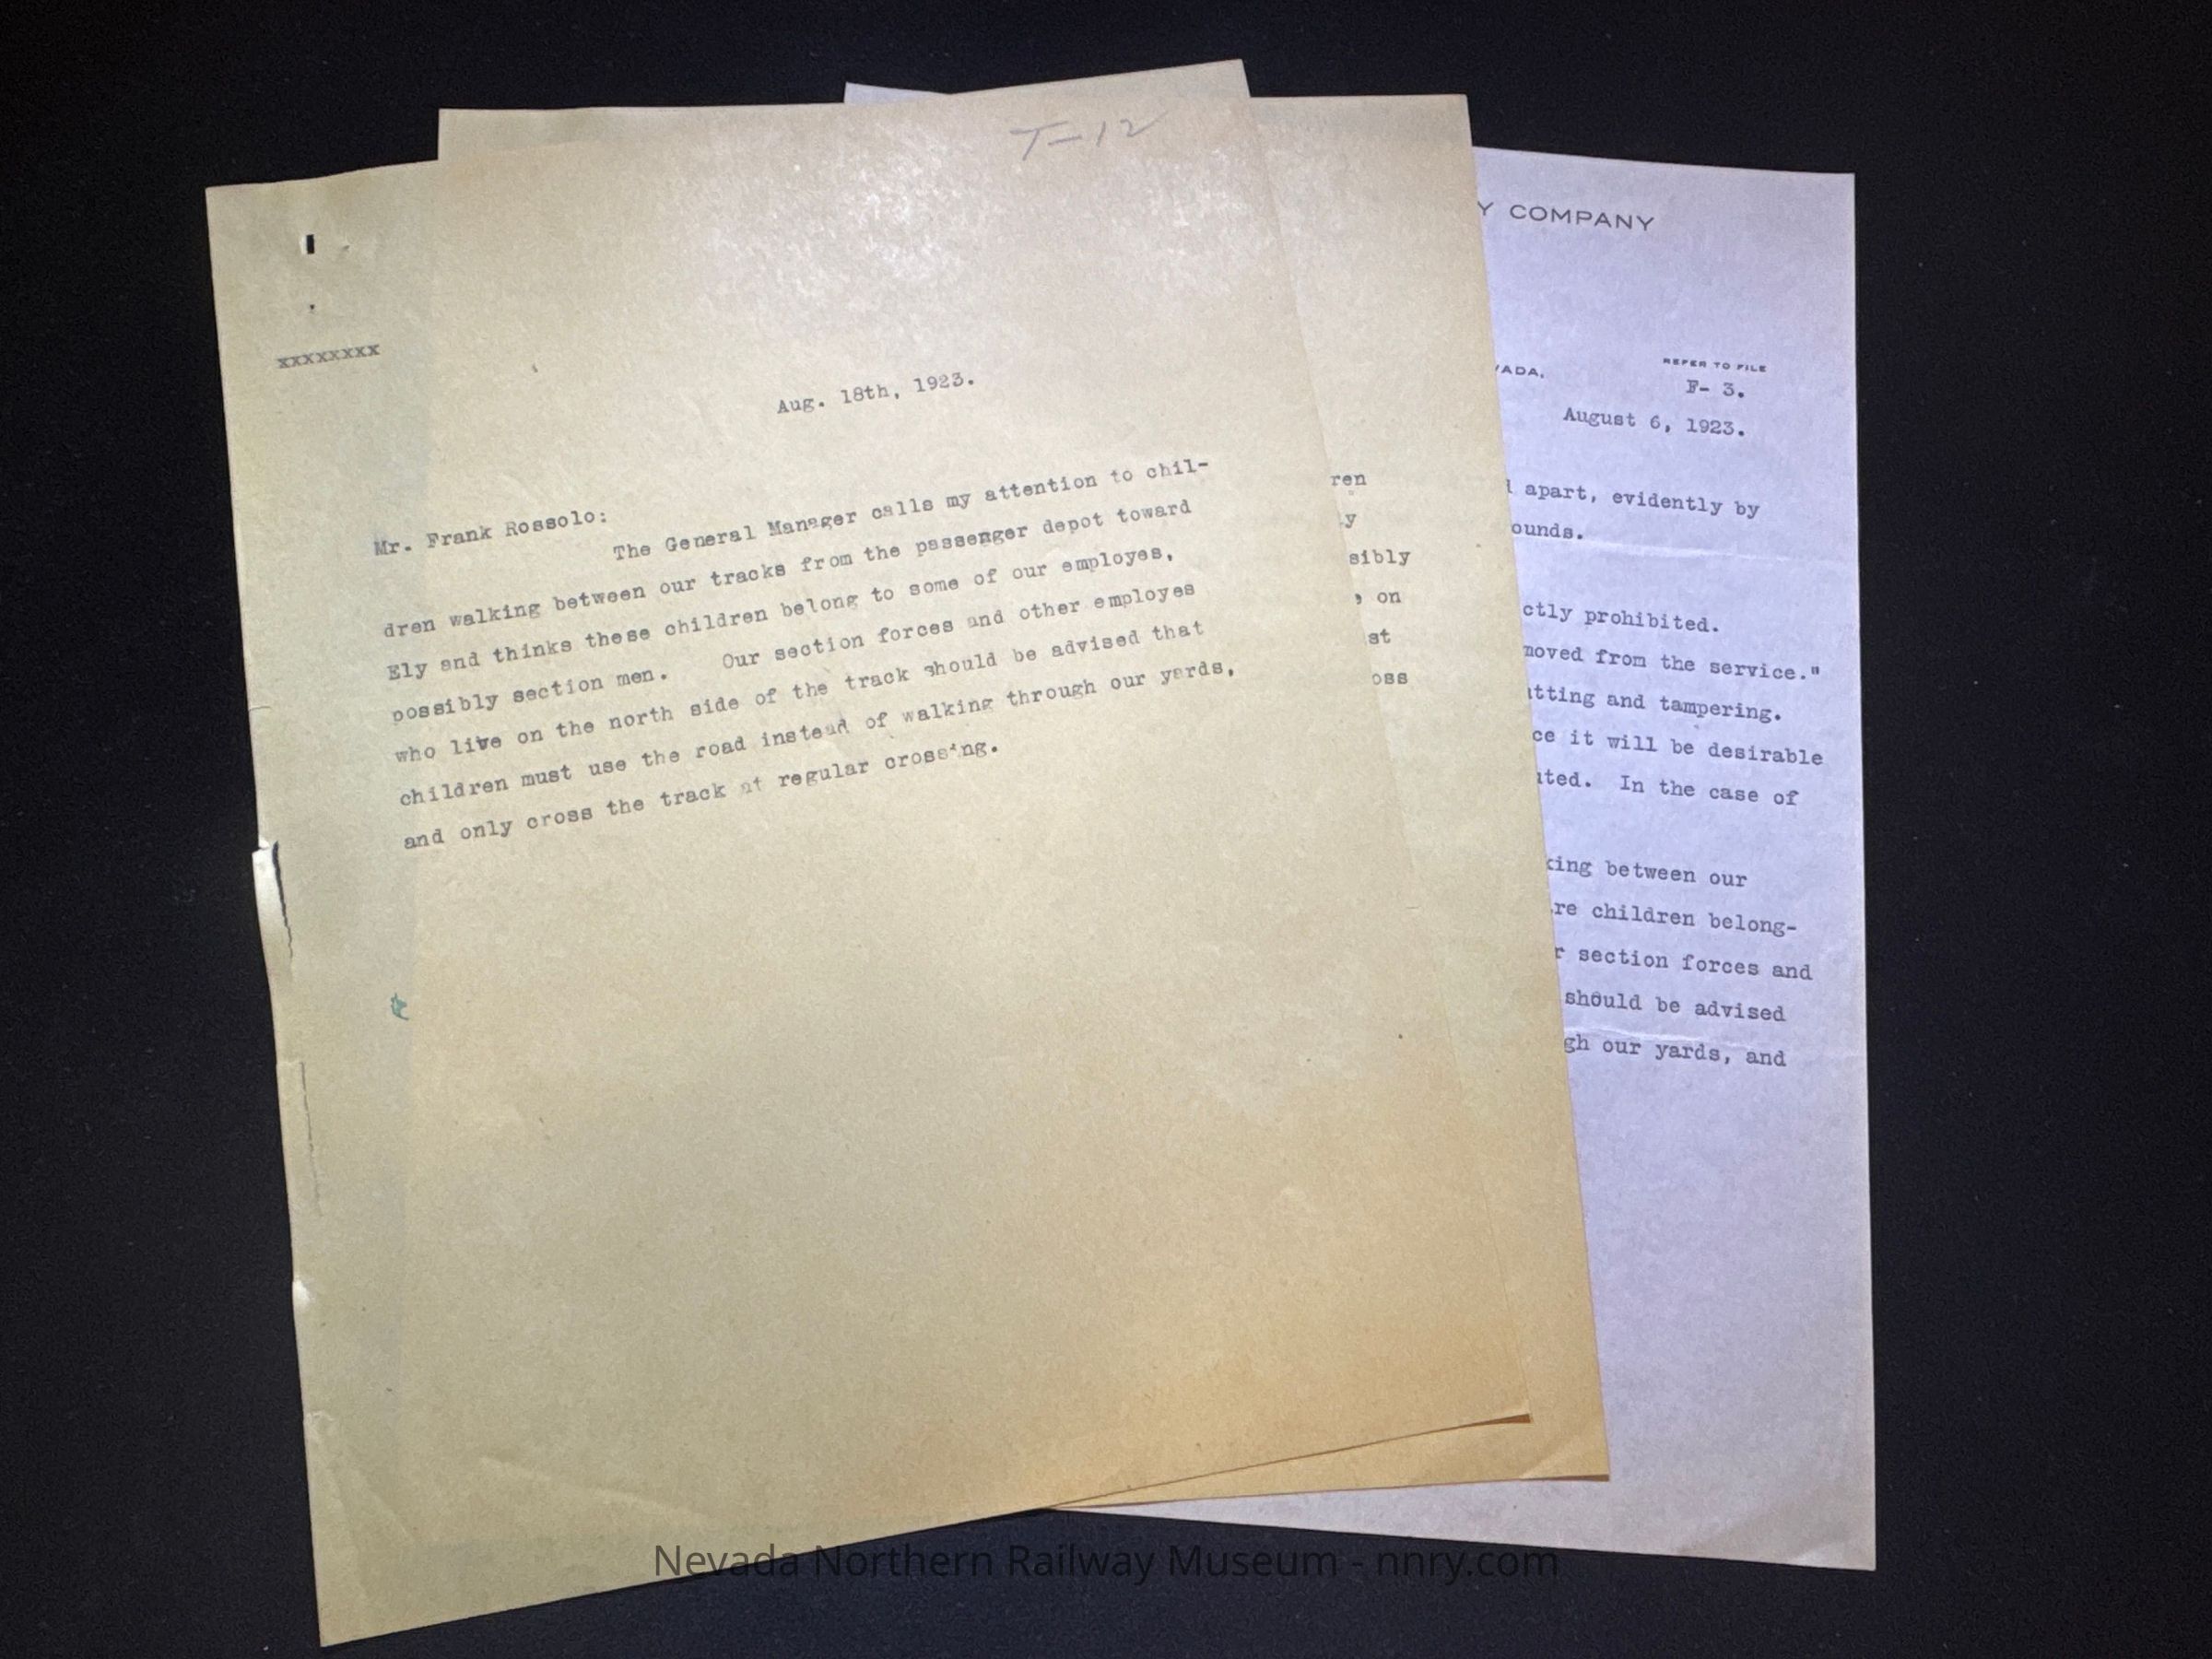 T-12
xxxxxxxx
Aug. 18th, 1923.
Mr. Frank Rossolo:
The General Manager calls my attention to chil-
dren walking between our tracks from the passenger depot toward
Ely and thinks these children belong to some of our employes,
possibly section men. Our section forces and other employes
who live on the north side of the track should be advised that
children must use the road instead of walking through our yards,
and only cross the track at regular crossing.
ren
y
sibly
, on
st
oss
Y COMPANY
VADA,
REFER TO FILE
F- 3.
August 6, 1923.
apart, evidently by
ounds.
ctly prohibited.
moved from the service."
tting and tampering.
ce it will be desirable
uted. In the case of
king between our
re children belong-
r section forces and
should be advised
gh our yards, and
Nevada Northern Railway Museum - nnry.com